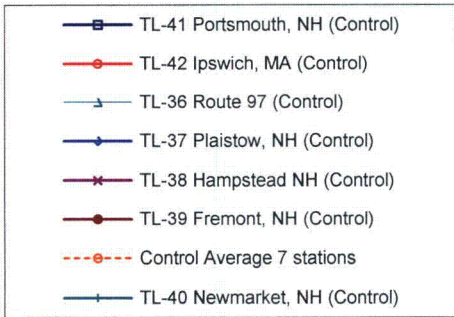 TL-41 Portsmouth, NH (Control)
TL-42 Ipswich, MA (Control)
TL-36 Route 97 (Control)
TL-37 Plaistow, NH (Control)
TL-38 Hampstead NH (Control)
TL-39 Fremont, NH (Control)
Control Average 7 stations
TL-40 Newmarket, NH (Control)